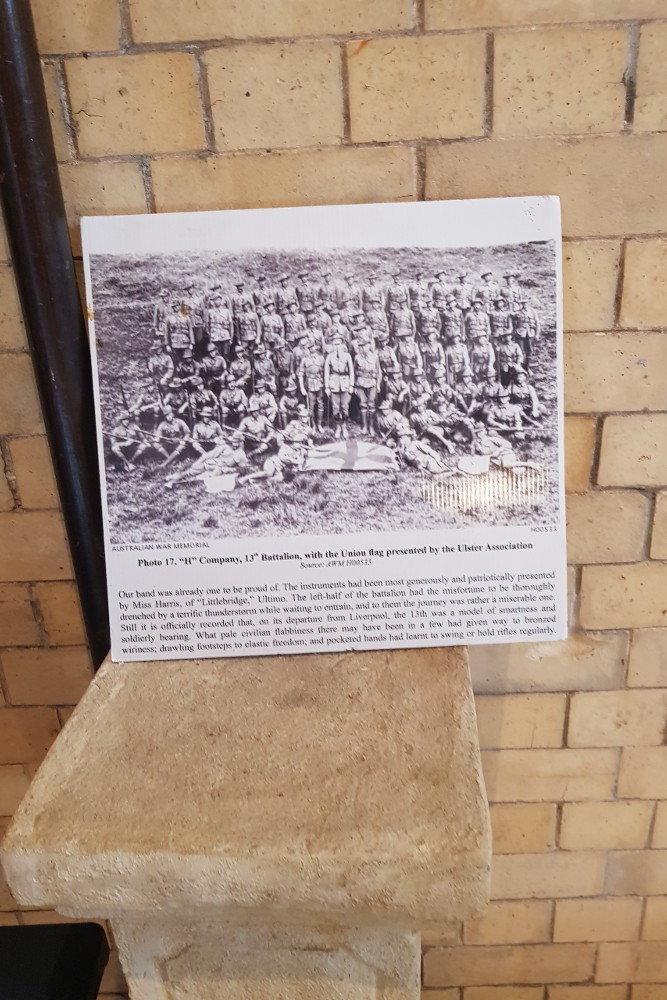 AUSTRALIAN WAR MEMORIAL
H00533
Photo 17. “H” Company, 13th Battalion, with the Union flag presented by the Ulster Association
Source: AWM H00533
Our band was already one to be proud of. The instruments had been most generously and patriotically presented
by Miss Harris, of “Littlebridge,” Ultimo. The left-half of the battalion had the misfortune to be thoroughly
drenched by a terrific thunderstorm while waiting to entrain, and to them the journey was rather a miserable one.
Still it is officially recorded that, on its departure from Liverpool, the 13th was a model of smartness and
soldierly bearing. What pale civilian flabbiness there may have been in a few had given way to bronzed
wiriness; drawling footsteps to elastic freedom; and pocketed hands had learnt to swing or hold rifles regularly.